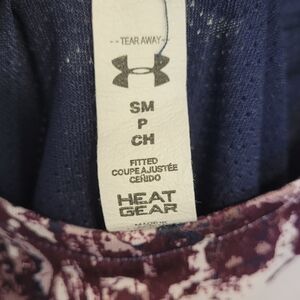 --TEAR AWAY--
SM
P
CH
FITTED
COUPE AJUSTÉE
CEÑIDO
HEAT
GEAR